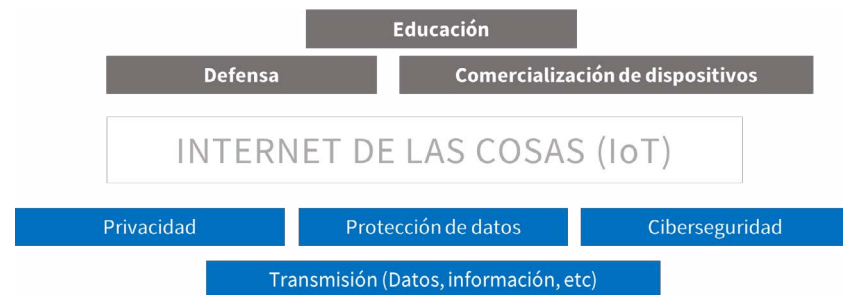 Educación
Defensa
Comercialización de dispositivos
INTERNET DE LAS COSAS (IoT)
Privacidad
Protección de datos
Ciberseguridad
Transmisión (Datos, información, etc)